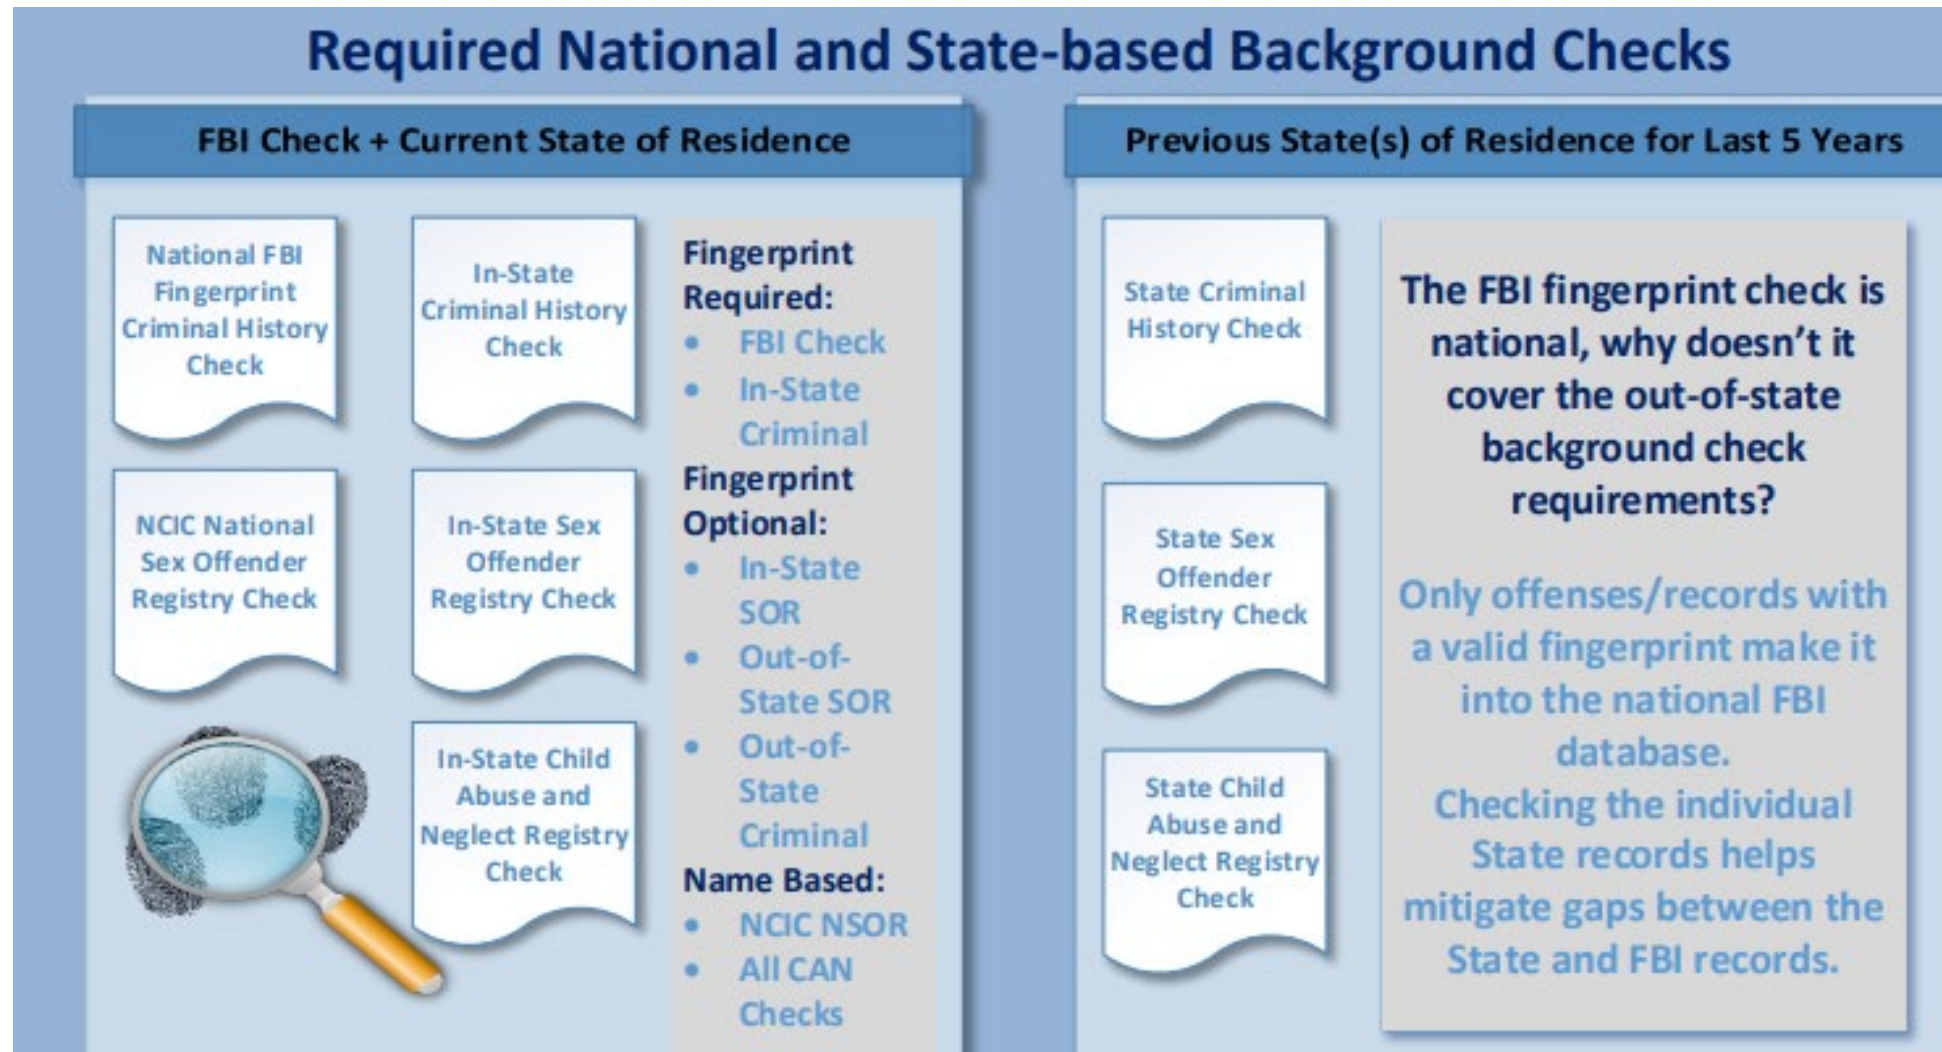 Required National and State-based Background Checks
FBI Check + Current State of Residence
National FBI
Fingerprint
Criminal History
Check
In-State
Criminal History
Check
NCIC National
Sex Offender
Registry Check
In-State Sex
Offender
Registry Check
In-State Child
Abuse and
Neglect Registry
Check
Fingerprint
Required:
• FBI Check
• In-State
Criminal
Fingerprint
Optional:
• In-State
SOR
• Out-of-
State SOR
• Out-of-
State
Criminal
Name Based:
• NCIC NSOR
• All CAN
Checks
Previous State(s) of Residence for Last 5 Years
State Criminal
History Check
State Sex
Offender
Registry Check
State Child
Abuse and
Neglect Registry
Check
The FBI fingerprint check is
national, why doesn't it
cover the out-of-state
background check
requirements?
Only offenses/records with
a valid fingerprint make it
into the national FBI
database.
Checking the individual
State records helps
mitigate gaps between the
State and FBI records.